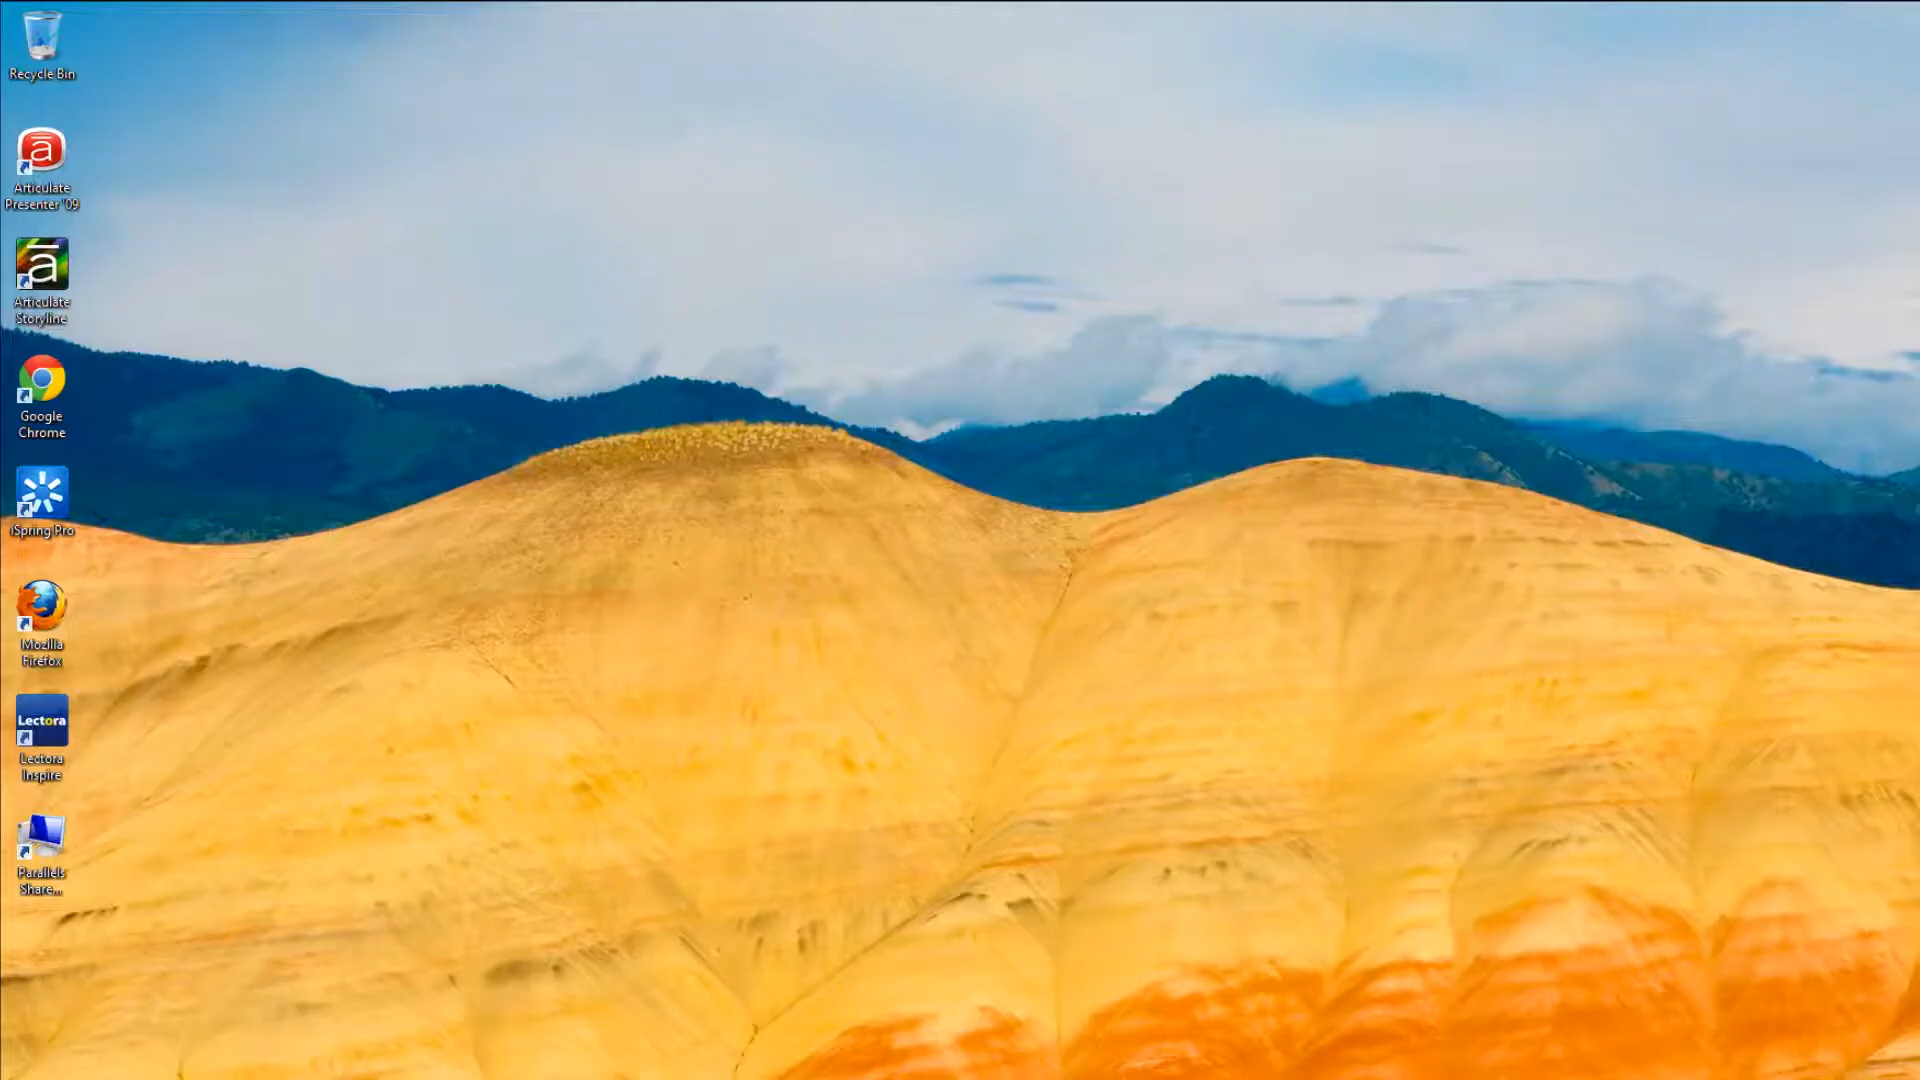 Recycle Bin
ā
Articulate
Presenter '09
ā
Articulate
Storyline
Google
Chrome
iSpring Pro
Mozilla
Firefox
Lectora
Lectora
Inspire
Parallels
Share...